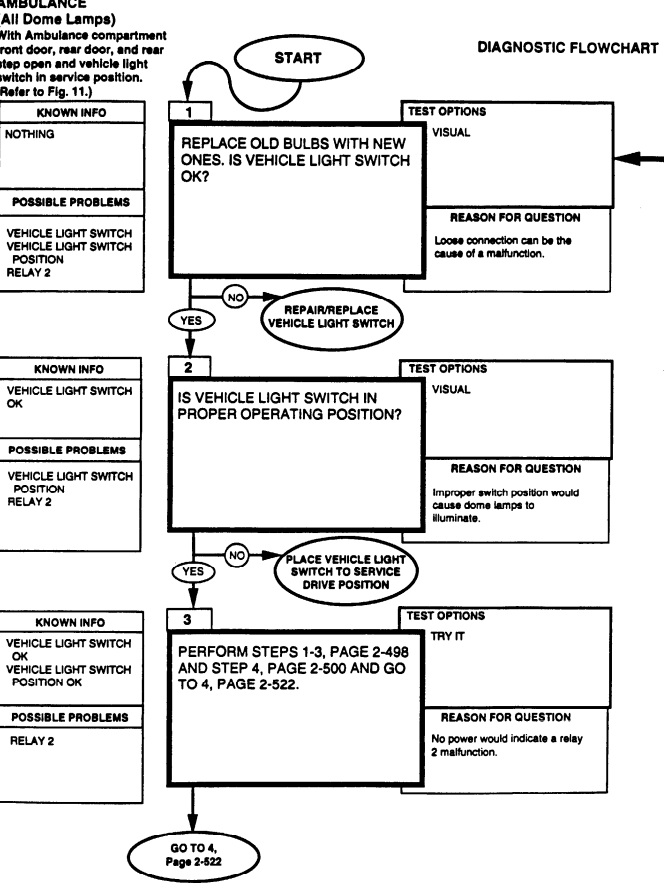 AMBULANCE
(All Dome Lamps)
With Ambulance compartment
front door, rear door, and rear
step open and vehicle light
switch in service position.
(Refer to Fig. 11.)
DIAGNOSTIC FLOWCHART
START
KNOWN INFO
NOTHING
POSSIBLE PROBLEMS
VEHICLE LIGHT SWITCH
VEHICLE LIGHT SWITCH
POSITION
RELAY 2
1
REPLACE OLD BULBS WITH NEW
ONES. IS VEHICLE LIGHT SWITCH
OK?
TEST OPTIONS
VISUAL
REASON FOR QUESTION
Loose connection can be the
cause of a malfunction.
NO
REPAIR/REPLACE
VEHICLE LIGHT SWITCH
YES
KNOWN INFO
VEHICLE LIGHT SWITCH
OK
POSSIBLE PROBLEMS
VEHICLE LIGHT SWITCH
POSITION
RELAY 2
2
IS VEHICLE LIGHT SWITCH IN
PROPER OPERATING POSITION?
TEST OPTIONS
VISUAL
REASON FOR QUESTION
Improper switch position would
cause dome lamps to
illuminate.
NO
PLACE VEHICLE LIGHT
SWITCH TO SERVICE
DRIVE POSITION
YES
KNOWN INFO
VEHICLE LIGHT SWITCH
OK
VEHICLE LIGHT SWITCH
POSITION OK
POSSIBLE PROBLEMS
RELAY 2
3
PERFORM STEPS 1-3, PAGE 2-498
AND STEP 4, PAGE 2-500 AND GO
TO 4, PAGE 2-522.
TEST OPTIONS
TRY IT
REASON FOR QUESTION
No power would indicate a relay
2 malfunction.
GO TO 4,
Page 2-522